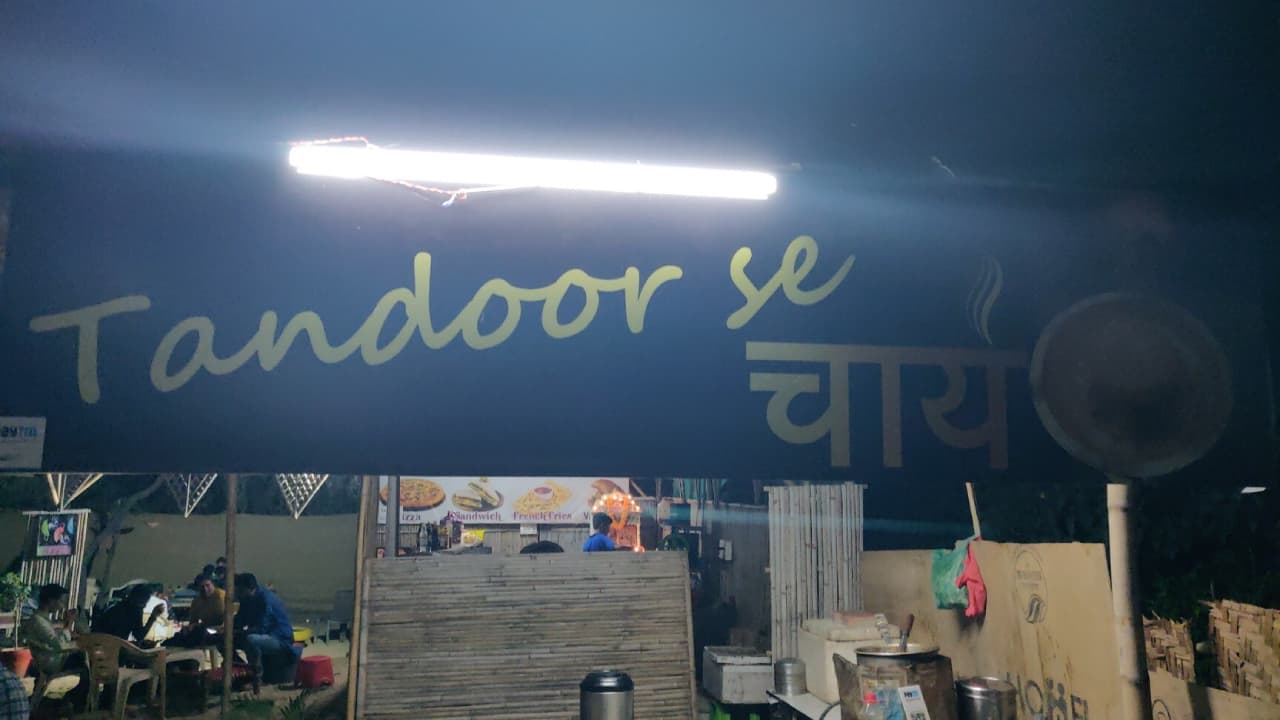 Tandoor se
चाय
Sandwich
French Fries